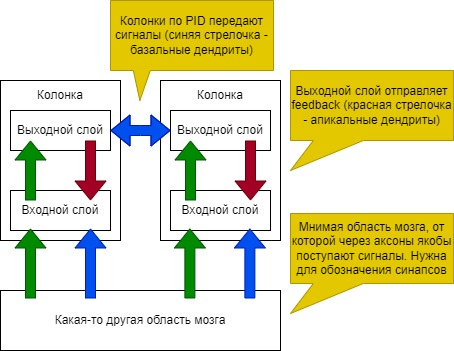 Колонки по PID передают
сигналы (синяя стрелочка -
базальные дендриты)
Колонка
Колонка
Выходной слой
Выходной слой
Выходной слой отправляет
feedback (красная стрелочка
- апикальные дендриты)
Входной слой
Входной слой
Мнимая область мозга, от
которой через аксоны якобы
поступают сигналы. Нужна
для обозначения синапсов
Какая-то другая область мозга